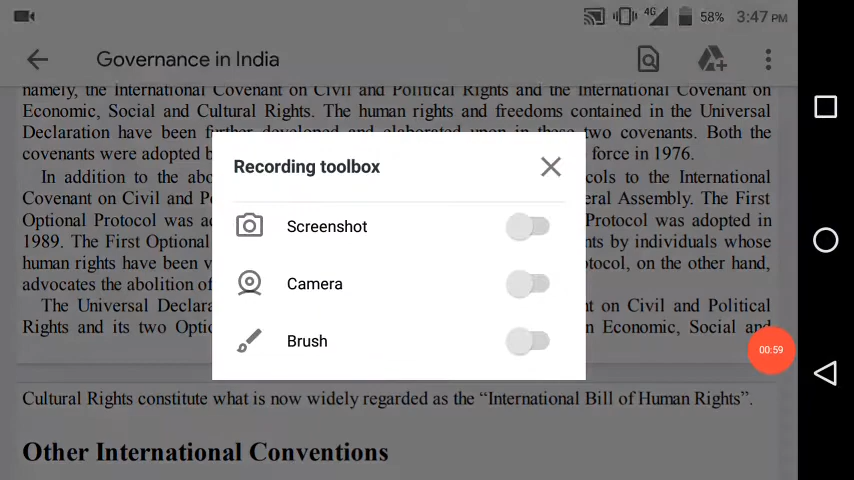 4G 58% 3:47 PM
Governance in India
namely, the International Covenant on Civil and Political Rights and the International Covenant on
Economic, Social and Cultural Rights. The human rights and freedoms contained in the Universal
Declaration have been further developed and elaborated upon in these two covenants. Both the
covenants were adopted b force in 1976.
Recording toolbox
In addition to the abo cols to the International
Covenant on Civil and Po eral Assembly. The First
Optional Protocol was ad Protocol was adopted in
Screenshot
1989. The First Optional nts by individuals whose
human rights have been v otocol, on the other hand,
advocates the abolition of
Camera
The Universal Declara t on Civil and Political
Rights and its two Optio n Economic, Social and
Brush
00:59
Cultural Rights constitute what is now widely regarded as the “International Bill of Human Rights”.
Other International Conventions